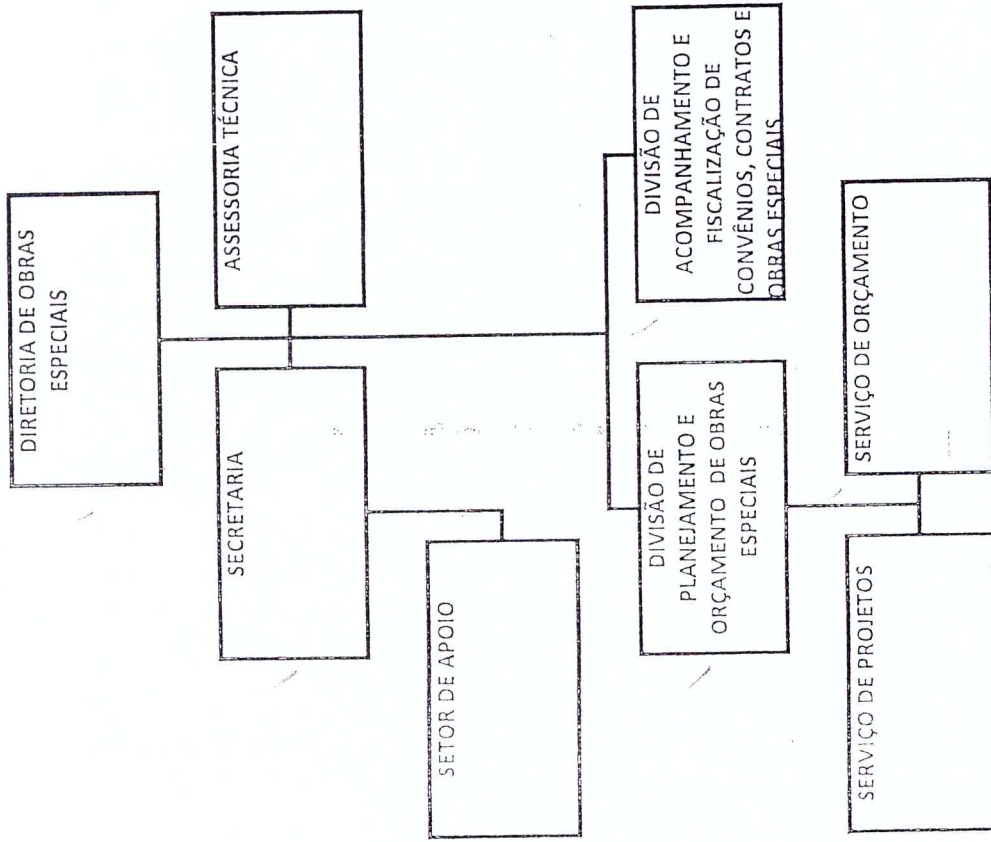 DIRETORIA DE OBRAS
ESPECIAIS
SECRETARIA
ASSESSORIA TÉCNICA
SETOR DE APOIO
DIVISÃO DE
PLANEJAMENTO E
ORÇAMENTO DE OBRAS
ESPECIAIS
DIVISÃO DE
ACOMPANHAMENTO E
FISCALIZAÇÃO DE
CONVÊNIOS, CONTRATOS E
OBRAS ESPECIAIS
SERVIÇO DE PROJETOS
SERVIÇO DE ORÇAMENTO